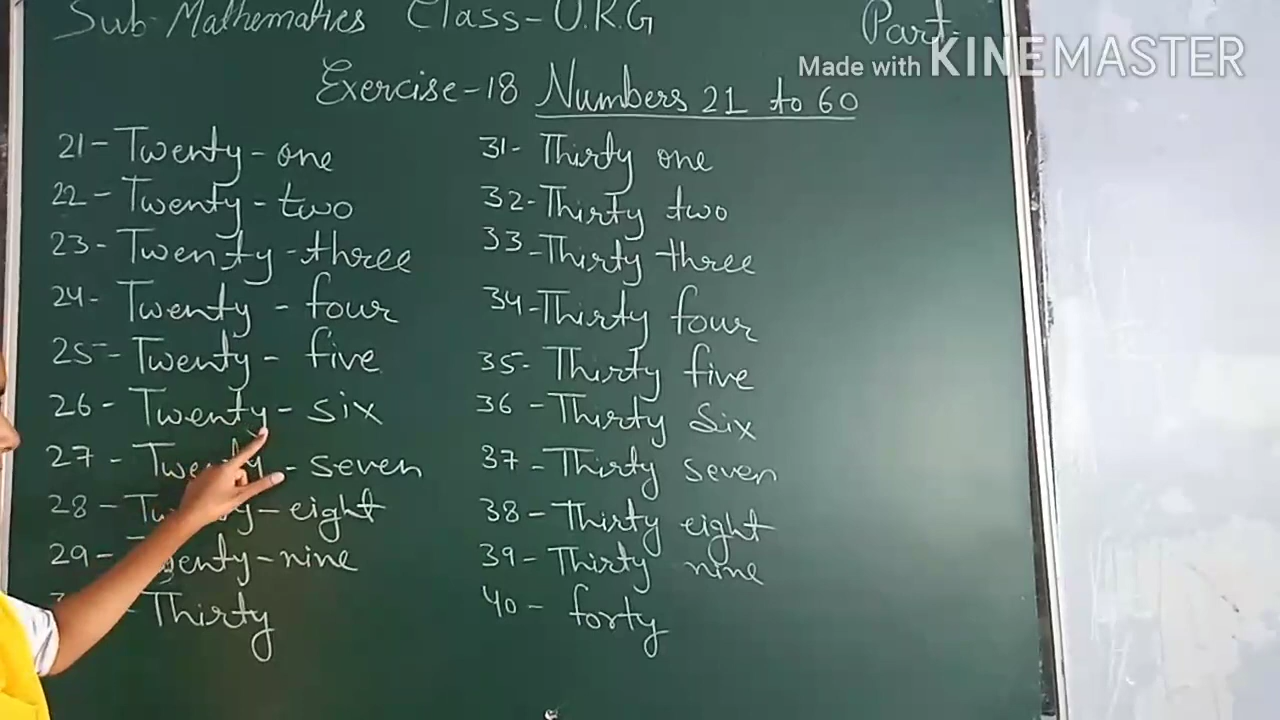 Sub-Mathematics Class-U.K.G Part-
Made with KINEMASTER
Exercise-18 Numbers 21 to 60
21- Twenty-one
22- Twenty-two
23- Twenty-three
24- Twenty-four
25- Twenty-five
26- Twenty-six
27- Twenty-seven
28- Twenty-eight
29- Twenty-nine
Thirty
31- Thirty one
32- Thirty two
33- Thirty three
34- Thirty four
35- Thirty five
36- Thirty Six
37- Thirty seven
38- Thirty eight
39- Thirty nine
40- forty